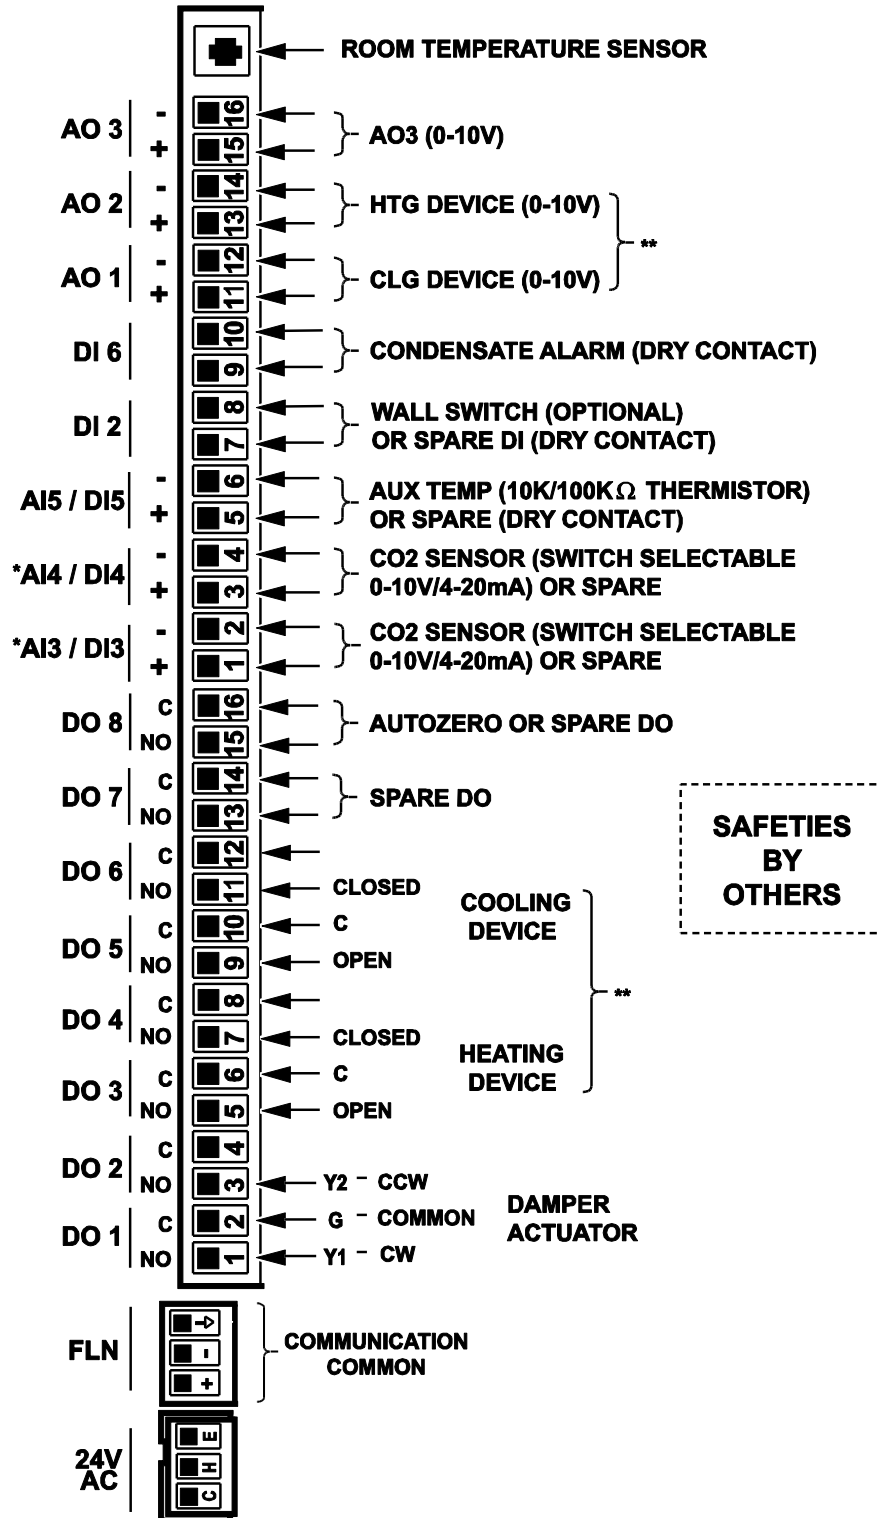 ROOM TEMPERATURE SENSOR
AO 3
-
+
16
15
AO3 (0-10V)
AO 2
-
+
14
13
HTG DEVICE (0-10V)
**
AO 1
-
+
12
11
CLG DEVICE (0-10V)
DI 6
10
9
CONDENSATE ALARM (DRY CONTACT)
DI 2
8
7
WALL SWITCH (OPTIONAL)
OR SPARE DI (DRY CONTACT)
AI5 / DI5
-
+
6
5
AUX TEMP (10K/100KΩ THERMISTOR)
OR SPARE (DRY CONTACT)
*AI4 / DI4
-
+
4
3
CO2 SENSOR (SWITCH SELECTABLE
0-10V/4-20mA) OR SPARE
*AI3 / DI3
-
+
2
1
CO2 SENSOR (SWITCH SELECTABLE
0-10V/4-20mA) OR SPARE
DO 8
C
NO
16
15
AUTOZERO OR SPARE DO
DO 7
C
NO
14
13
SPARE DO
SAFETIES
BY
OTHERS
DO 6
C
NO
12
11
CLOSED
COOLING
DEVICE
DO 5
C
NO
10
9
C
OPEN
**
DO 4
C
NO
8
7
CLOSED
HEATING
DEVICE
DO 3
C
NO
6
5
C
OPEN
DO 2
C
NO
4
3
Y2 - CCW
DO 1
C
NO
2
1
G - COMMON
Y1 - CW
DAMPER
ACTUATOR
FLN
-
+
COMMUNICATION
COMMON
24V
AC
E
H
C